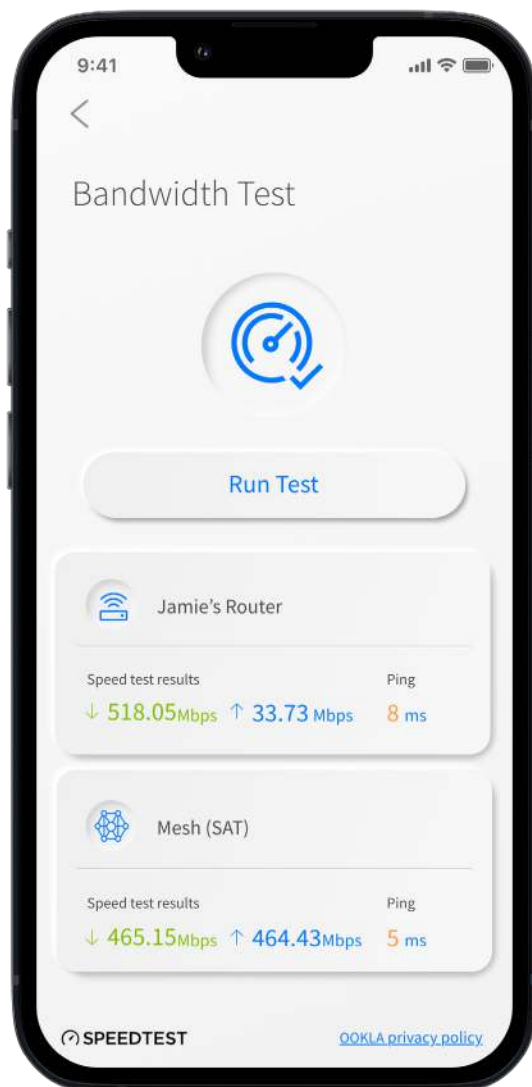 9:41
Bandwidth Test
Run Test
Jamie's Router
Speed test results Ping
↓ 518.05Mbps ↑ 33.73 Mbps 8 ms
Mesh (SAT)
Speed test results Ping
↓ 465.15Mbps ↑ 464.43Mbps 5 ms
SPEEDTEST OOKLA privacy policy